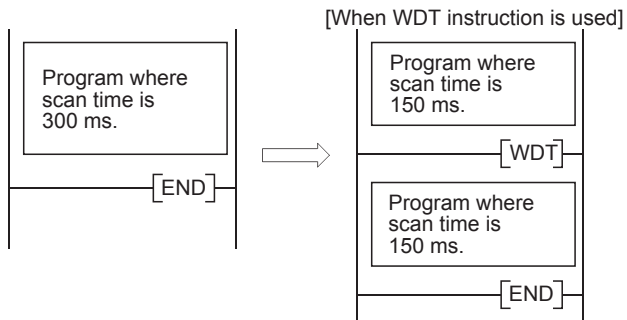 [When WDT instruction is used]
Program where
scan time is
300 ms.
[END]
Program where
scan time is
150 ms.
[WDT]
Program where
scan time is
150 ms.
[END]